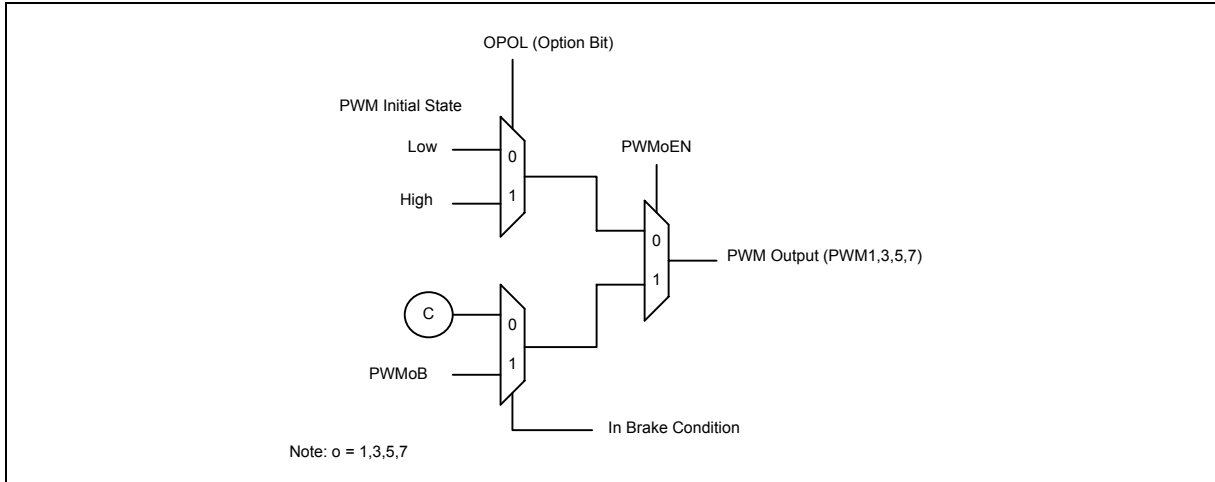 OPOL (Option Bit)
PWM Initial State
Low
0
PWMoEN
High
1
0
PWM Output (PWM1,3,5,7)
1
C
0
PWMoB
1
In Brake Condition
Note: o = 1,3,5,7